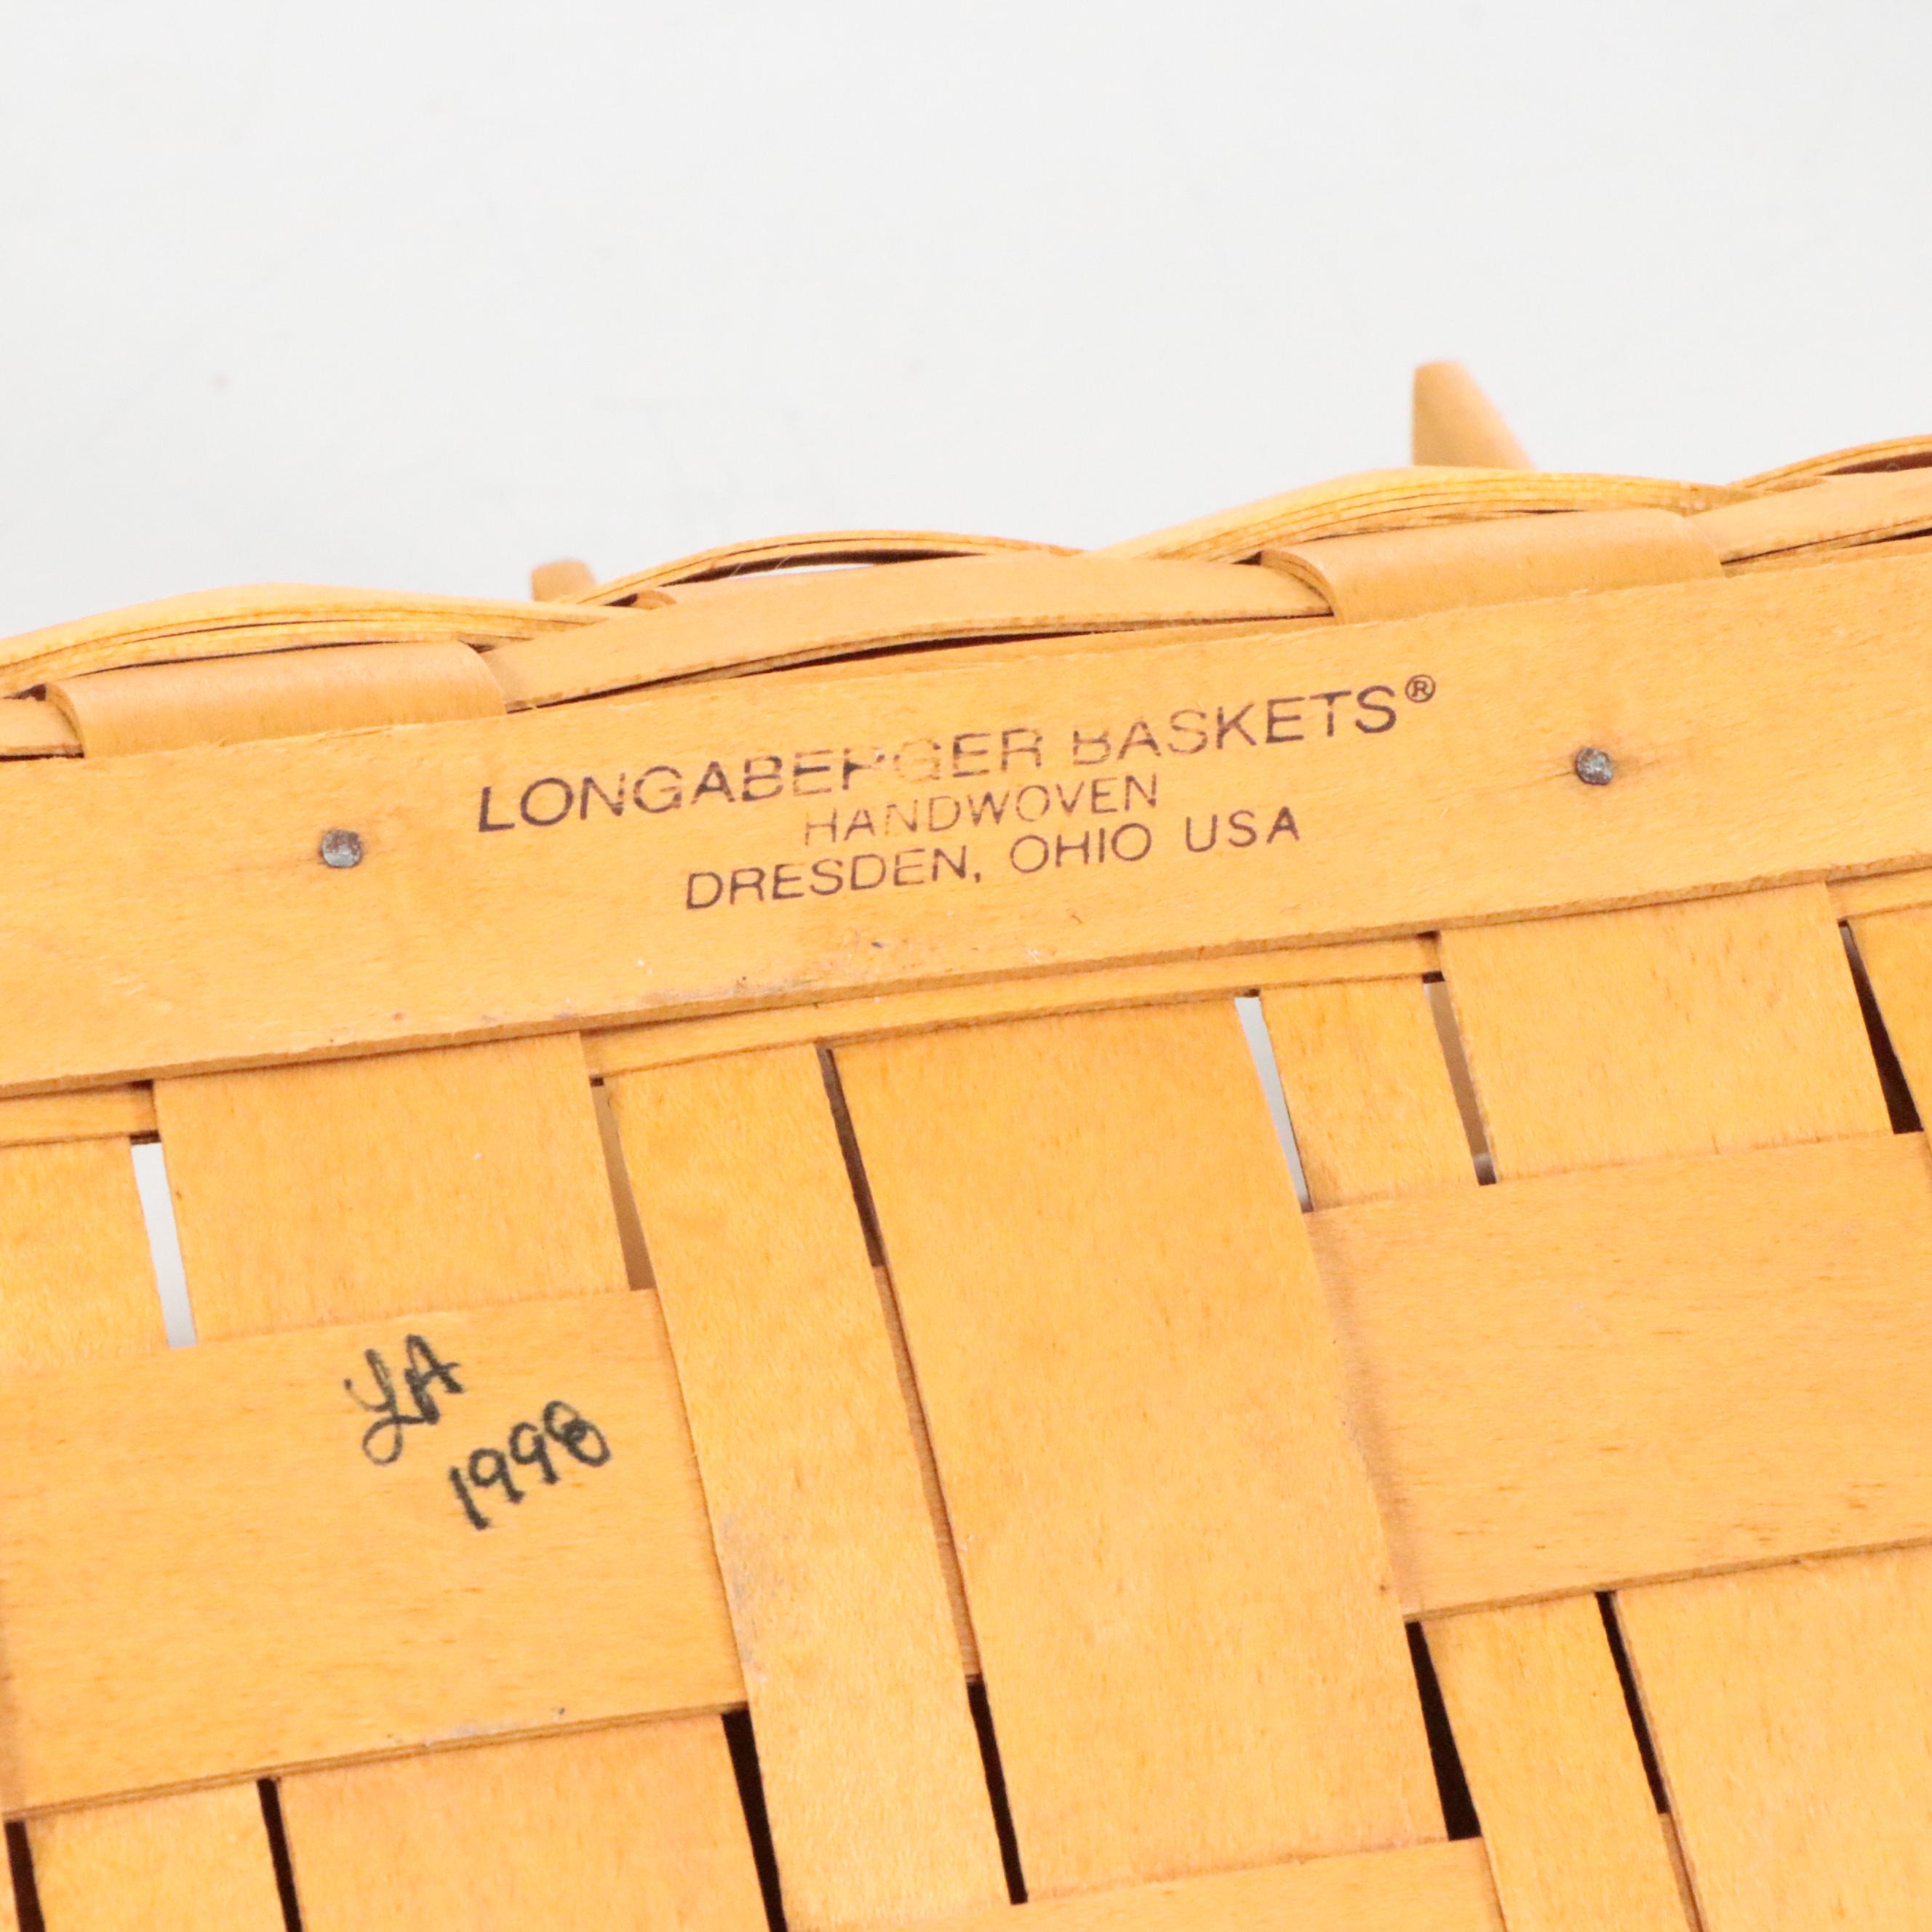 LONGABERGER BASKETS®
HANDWOVEN
DRESDEN, OHIO USA
LA
1998